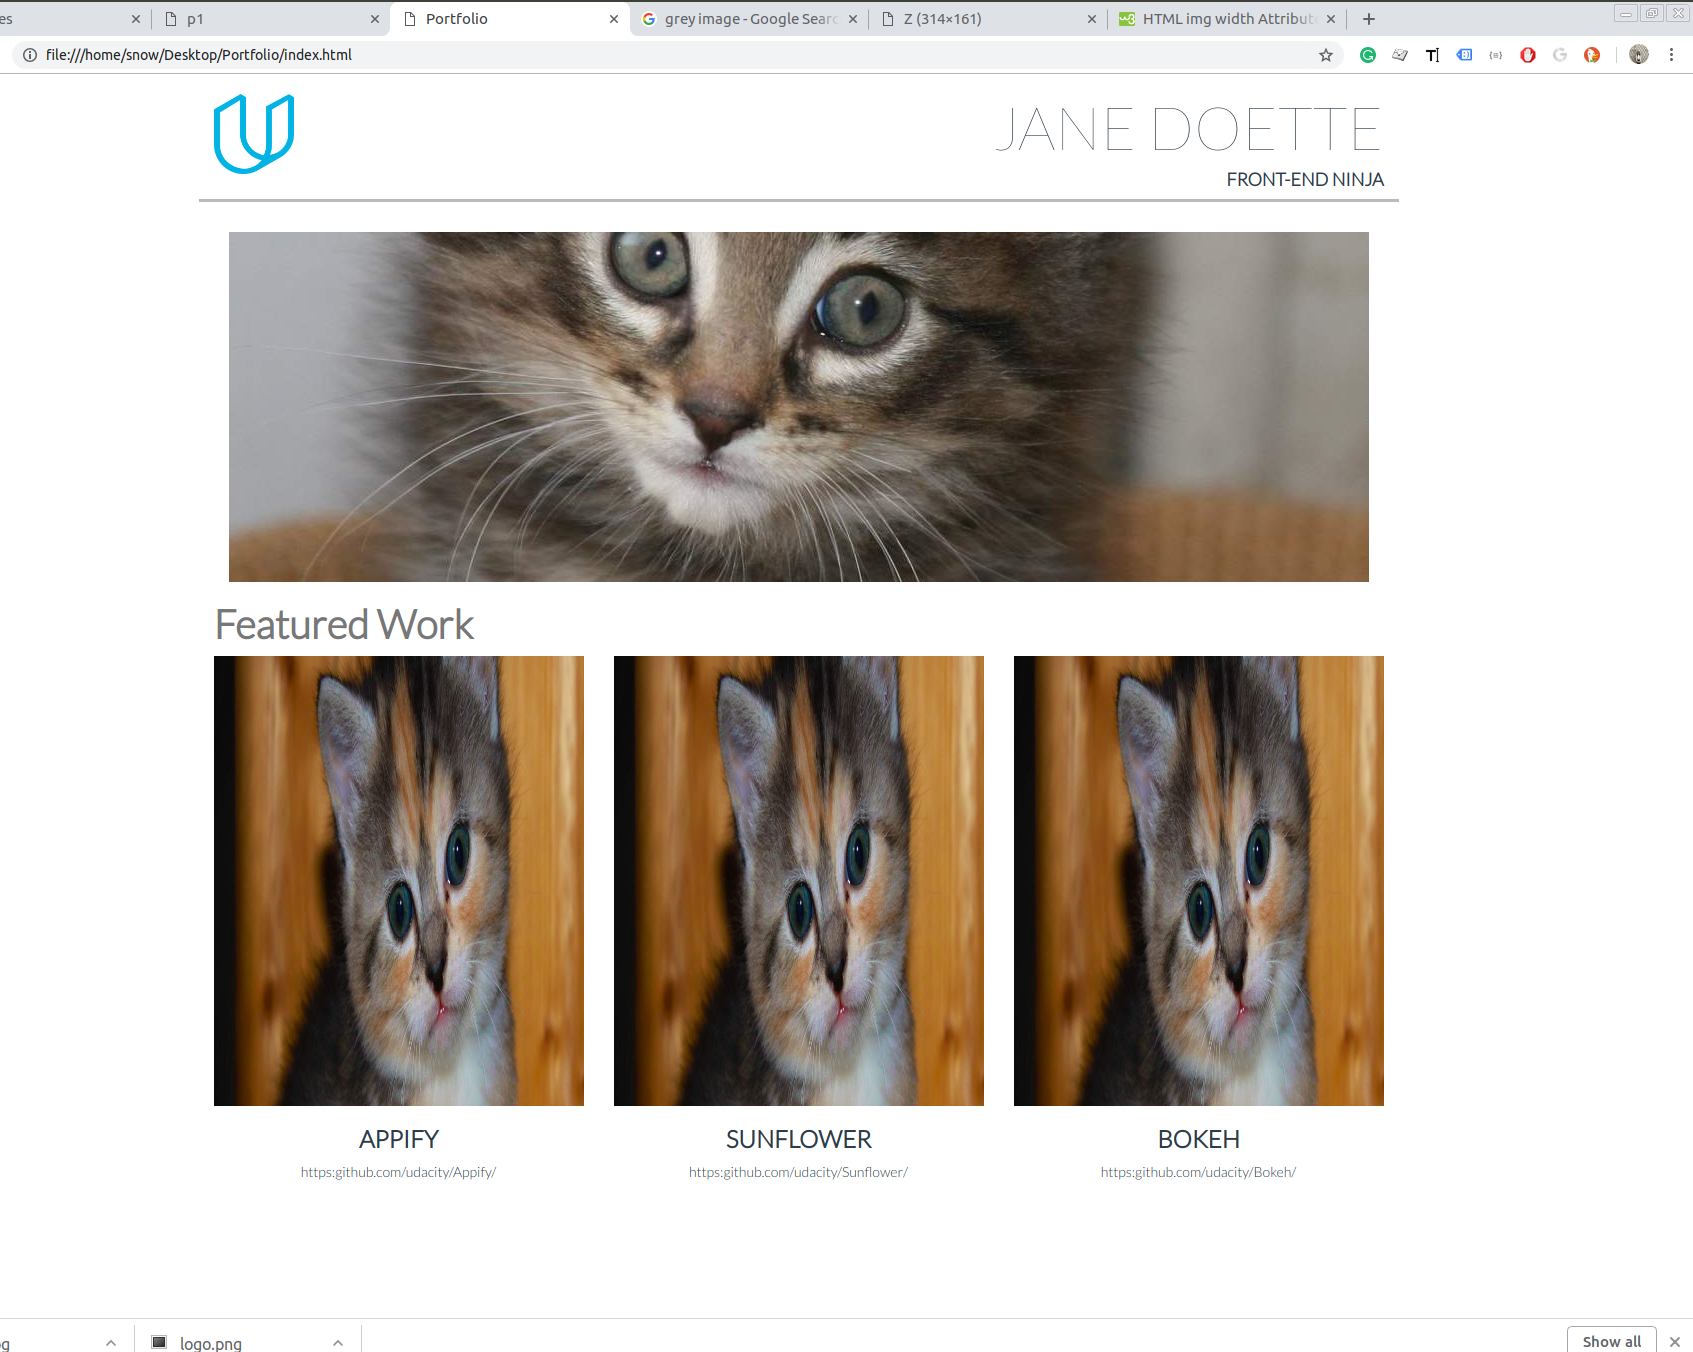 es
p1
Portfolio
grey image - Google Searc
Z (314×161)
HTML img width Attribut
file:///home/snow/Desktop/Portfolio/index.html
JANE DOETTE
FRONT-END NINJA
Featured Work
APPIFY
SUNFLOWER
BOKEH
https:github.com/udacity/Appify/
https:github.com/udacity/Sunflower/
https:github.com/udacity/Bokeh/
logo.png
Show all